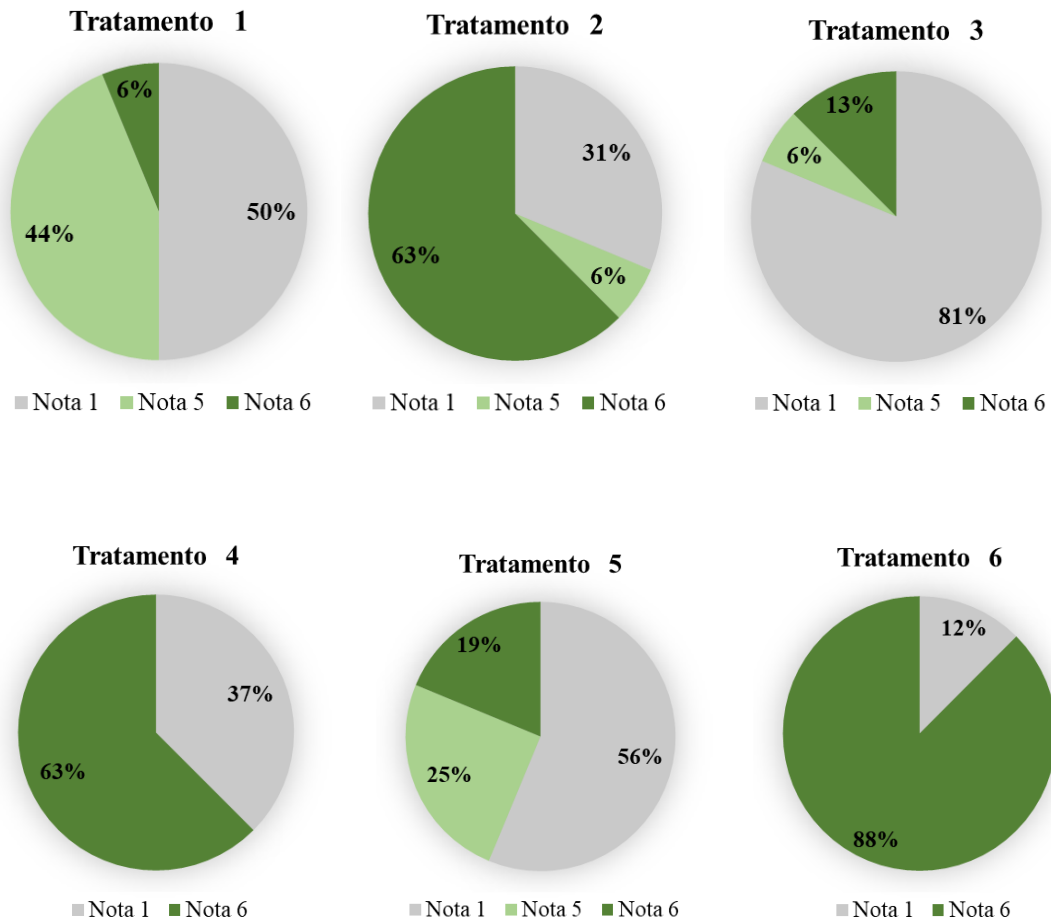 Tratamento 1
6%
44%
50%
Nota 1 Nota 5 Nota 6
Tratamento 2
31%
63%
6%
Nota 1 Nota 5 Nota 6
Tratamento 3
13%
6%
81%
Nota 1 Nota 5 Nota 6
Tratamento 4
37%
63%
Nota 1 Nota 6
Tratamento 5
19%
56%
25%
Nota 1 Nota 5 Nota 6
Tratamento 6
12%
88%
Nota 1 Nota 6